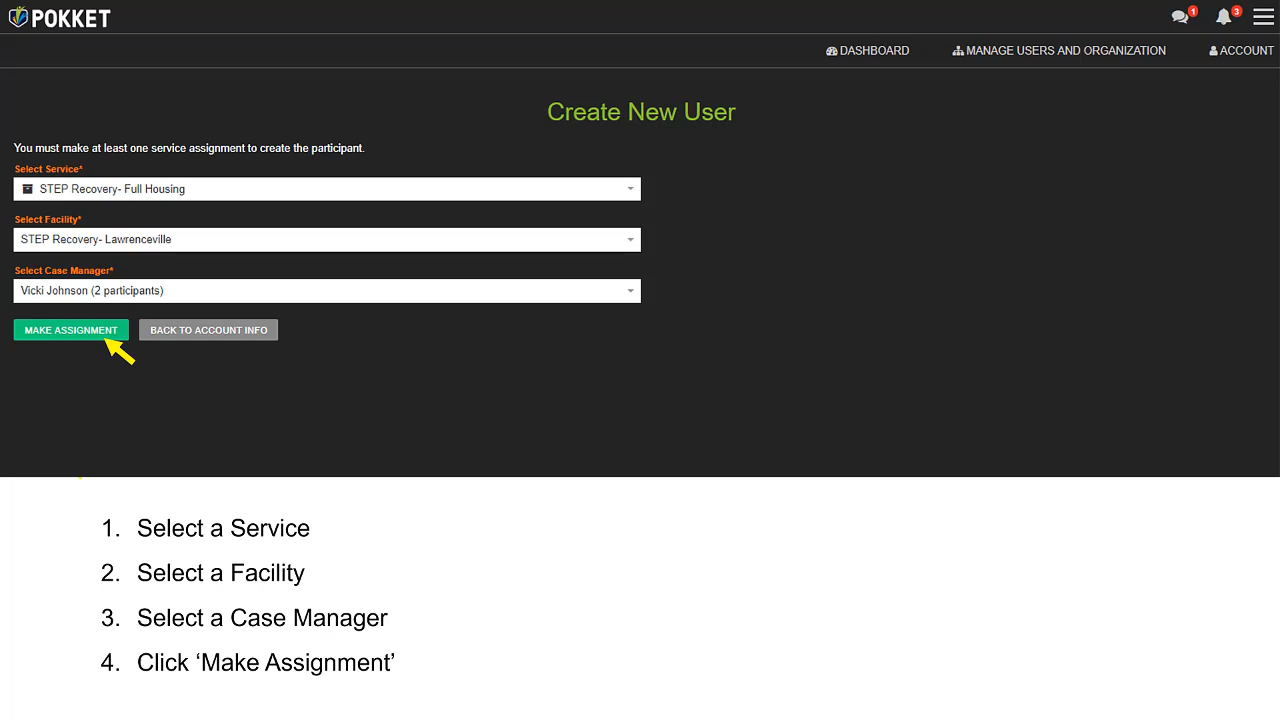 POKKET
1
3
DASHBOARD
MANAGE USERS AND ORGANIZATION
ACCOUNT
Create New User
You must make at least one service assignment to create the participant.
Select Service*
STEP Recovery- Full Housing
Select Facility*
STEP Recovery- Lawrenceville
Select Case Manager*
Vicki Johnson (2 participants)
MAKE ASSIGNMENT
BACK TO ACCOUNT INFO
1. Select a Service
2. Select a Facility
3. Select a Case Manager
4. Click ‘Make Assignment’